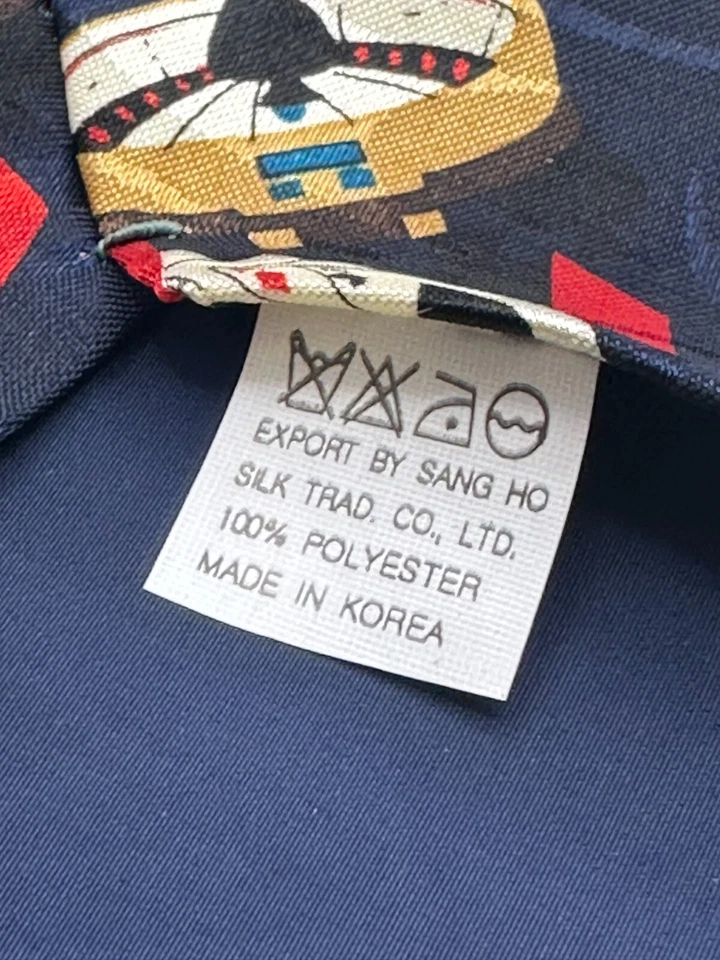 EXPORT BY SANG HO
SILK TRAD. CO., LTD.
100% POLYESTER
MADE IN KOREA